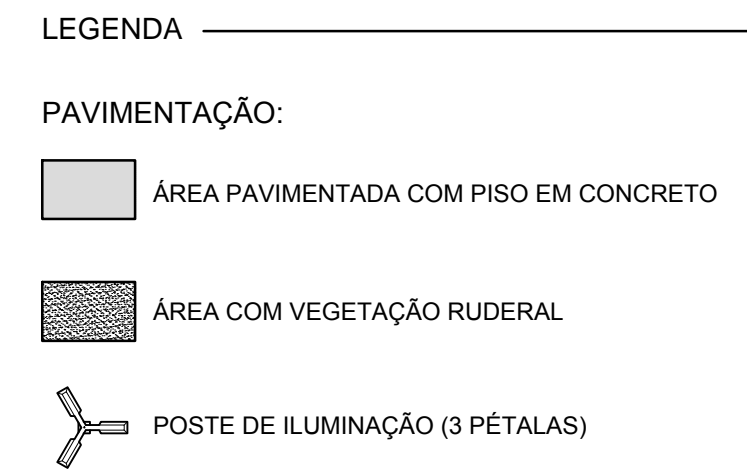 LEGENDA
PAVIMENTAÇÃO:
ÁREA PAVIMENTADA COM PISO EM CONCRETO
ÁREA COM VEGETAÇÃO RUDERAL
POSTE DE ILUMINAÇÃO (3 PÉTALAS)